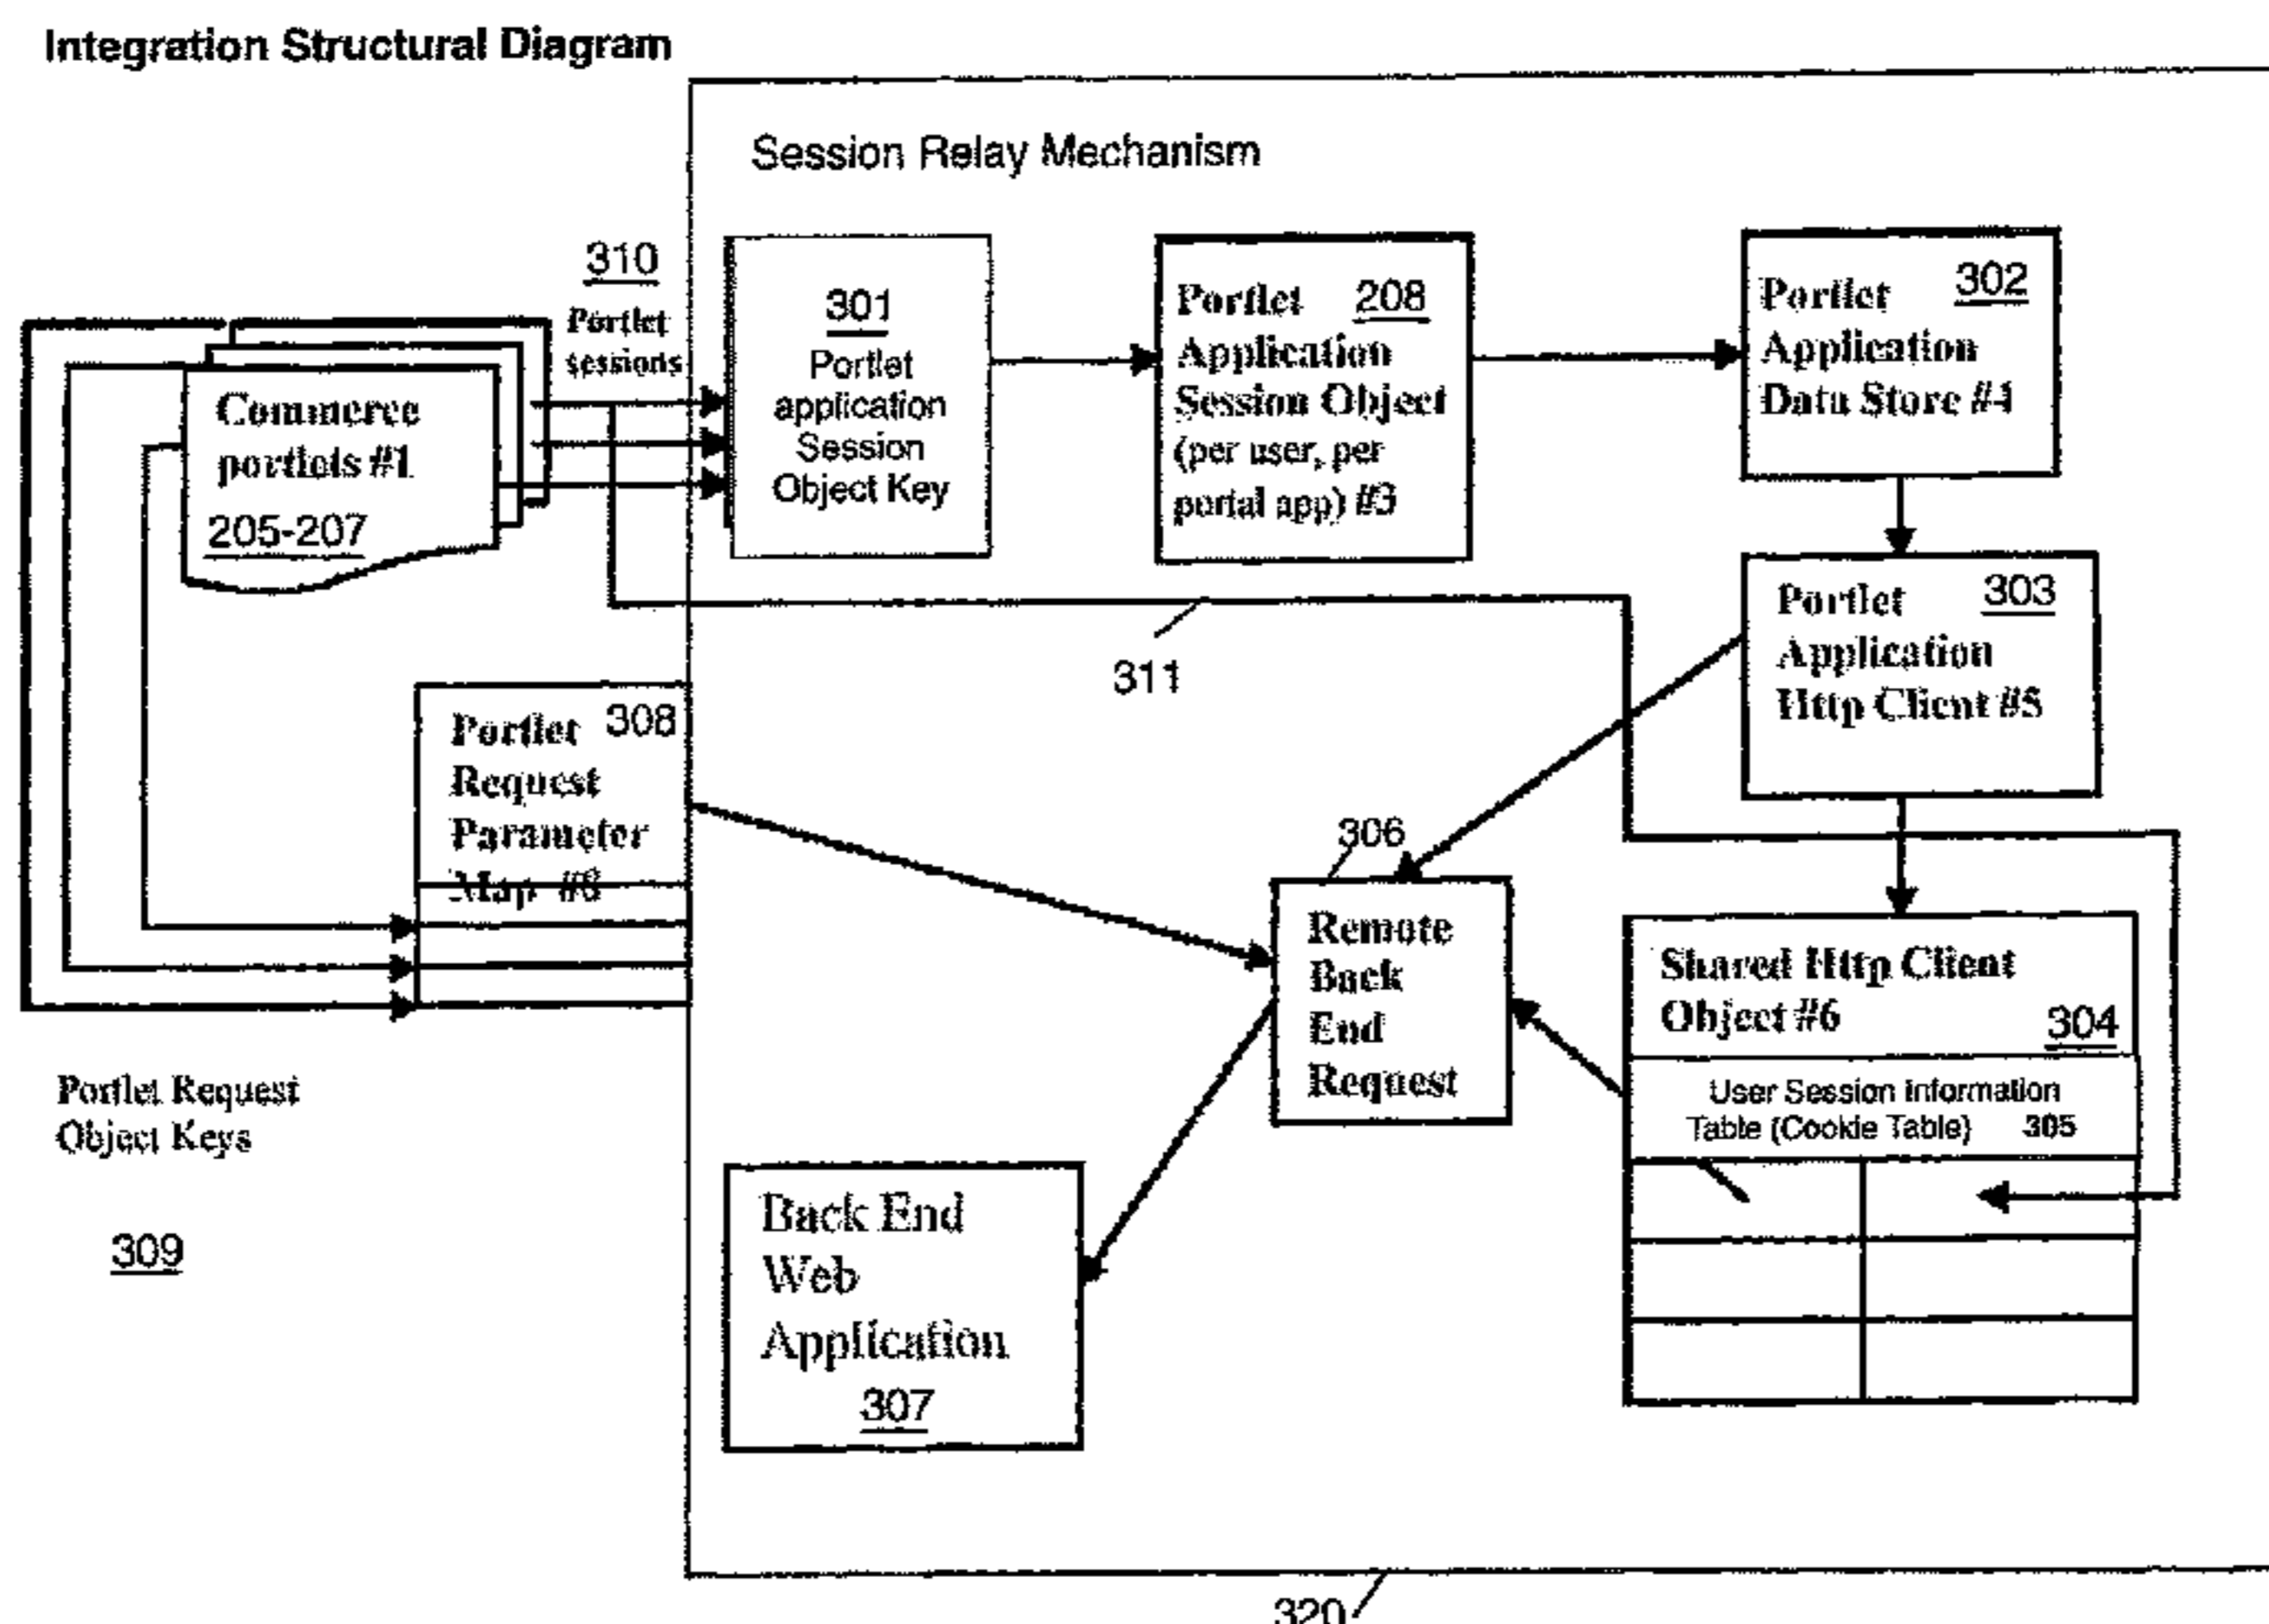 Integration Structural Diagram
Session Relay Mechanism
310
Portlet
sessions
301
Portlet
application
Session
Object Key
Portlet 208
Application
Session Object
(per user, per
portal app) #3
Portlet 302
Application
Data Store #4
Commerce
portlets #1
205-207
Portlet 303
Application
Http Client #5
311
Portlet 308
Request
Parameter
Map #8
306
Remote
Back
End
Request
Shared Http Client
Object #6 304
User Session Information
Table (Cookie Table) 305
Portlet Request
Object Keys
309
Back End
Web
Application
307
320